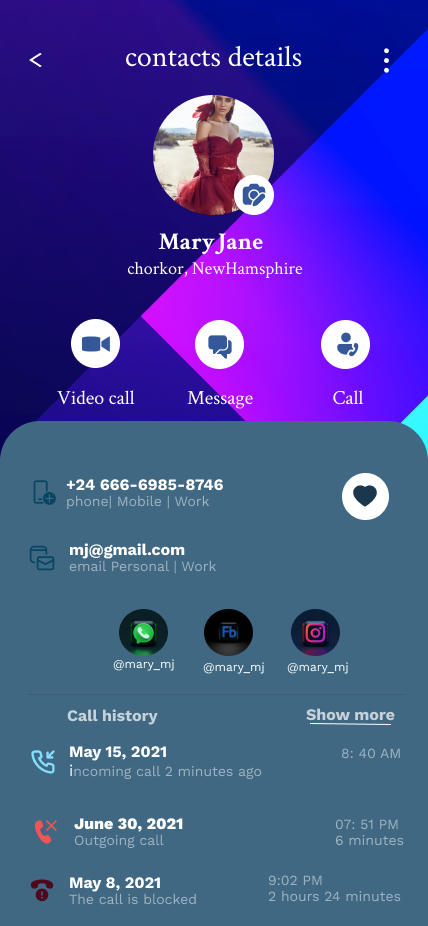 <
contacts details
Mary Jane
chorkor, NewHamsphire
Video call
Message
Call
+24 666-6985-8746
phone| Mobile | Work
mj@gmail.com
email Personal | Work
Fb
@mary_mj
@mary_mj
@mary_mj
Call history
Show more
May 15, 2021
8: 40 AM
incoming call 2 minutes ago
June 30, 2021
07: 51 PM
Outgoing call
6 minutes
May 8, 2021
9:02 PM
The call is blocked
2 hours 24 minutes